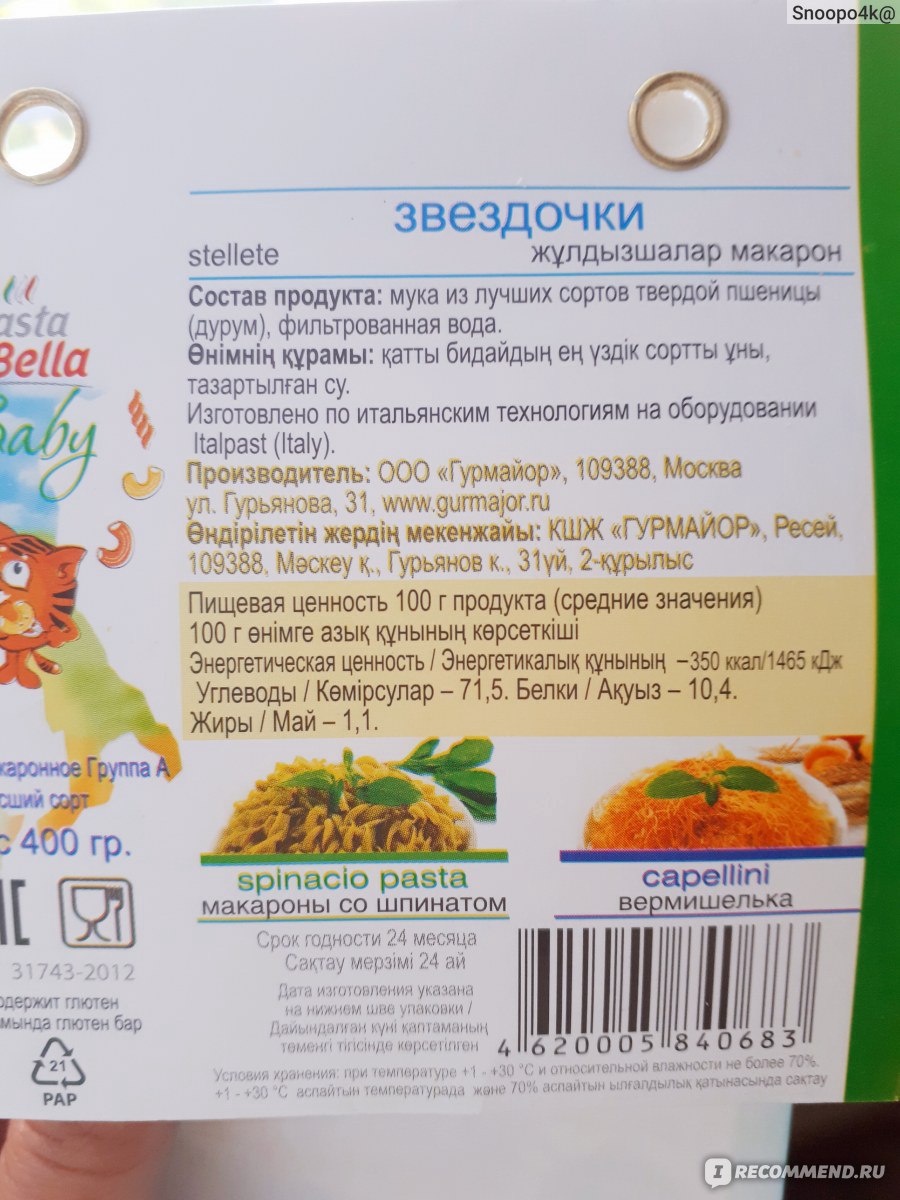 Snoopo4k@
звездочки
stellete
жұлдызшалар макарон
Состав продукта: мука из лучших сортов твердой пшеницы
(дурум), фильтрованная вода.
Өнімнің құрамы: қатты бидайдың ең үздік сортты ұны,
тазартылған су.
Изготовлено по итальянским технологиям на оборудовании
Italpast (Italy).
Производитель: ООО «Гурмайор», 109388, Москва
ул. Гурьянова, 31, www.gurmajor.ru
Өндірілетін жердің мекенжайы: КШЖ «ГУРМАЙОР», Ресей,
109388, Мәскеу қ., Гурьянов к., 31үй, 2-құрылыс
Пищевая ценность 100 г продукта (средние значения)
100 г өнімге азық құнының көрсеткіші
Энергетическая ценность / Энергетикалық құнының –350 ккал/1465 кДж
Углеводы / Көмірсулар – 71,5. Белки / Ақуыз – 10,4.
Жиры / Май – 1,1.
asta
Bella
baby
каронное Группа А
сший сорт
с 400 гр.
31743-2012
одержит глютен
мында глютен бар
21
PAP
spinacio pasta
макароны со шпинатом
capellini
вермишелька
Срок годности 24 месяца
Сақтау мерзімі 24 ай
Дата изготовления указана
на нижнем шве упаковки /
Дайындалған күні қаптаманың
төменгі тігісінде көрсетілген
4 620005 840683
Условия хранения: при температуре +1 - +30 °С и относительной влажности не более 70%.
+1 - +30 °С аспайтын температурада және 70% аспайтын ылғалдылық қатынасында сақтау
IRECOMMEND.RU